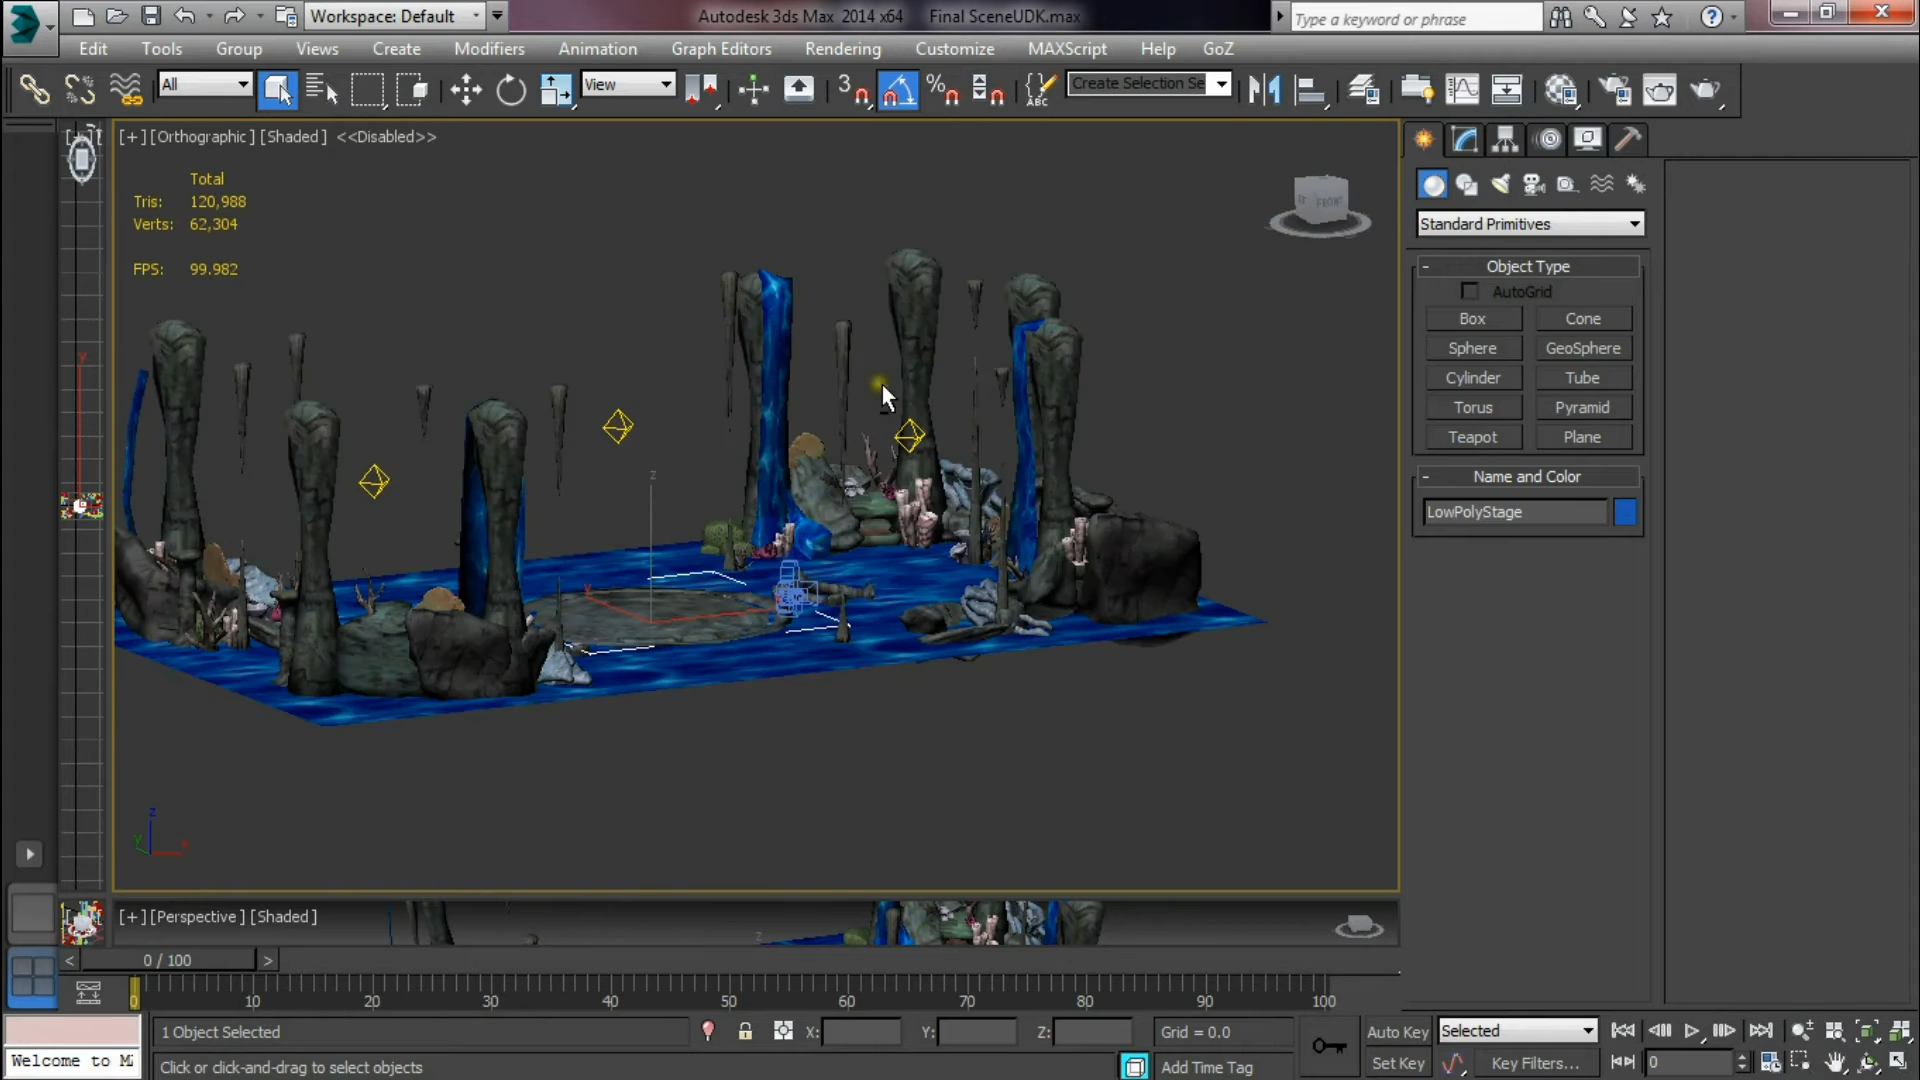 Workspace: Default
Autodesk 3ds Max 2014 x64 Final SceneUDK.max
Type a keyword or phrase
Edit Tools Group Views Create Modifiers Animation Graph Editors Rendering Customize MAXScript Help GoZ
All View 3 % ABC Create Selection Se
[+][Orthographic][Shaded] <<Disabled>>
Total
Tris: 120,988
Verts: 62,304
FPS: 99.982
FRONT
Standard Primitives
- Object Type
AutoGrid
Box Cone
Sphere GeoSphere
Cylinder Tube
Torus Pyramid
Teapot Plane
- Name and Color
LowPolyStage
y
z
x
x
z
y
x
[+][Perspective][Shaded]
z
< 0 / 100 >
0 10 20 30 40 50 60 70 80 90 100
1 Object Selected X: Y: Z: Grid = 0.0 Auto Key Selected
Welcome to M
Click or click-and-drag to select objects Add Time Tag Set Key Key Filters... 0